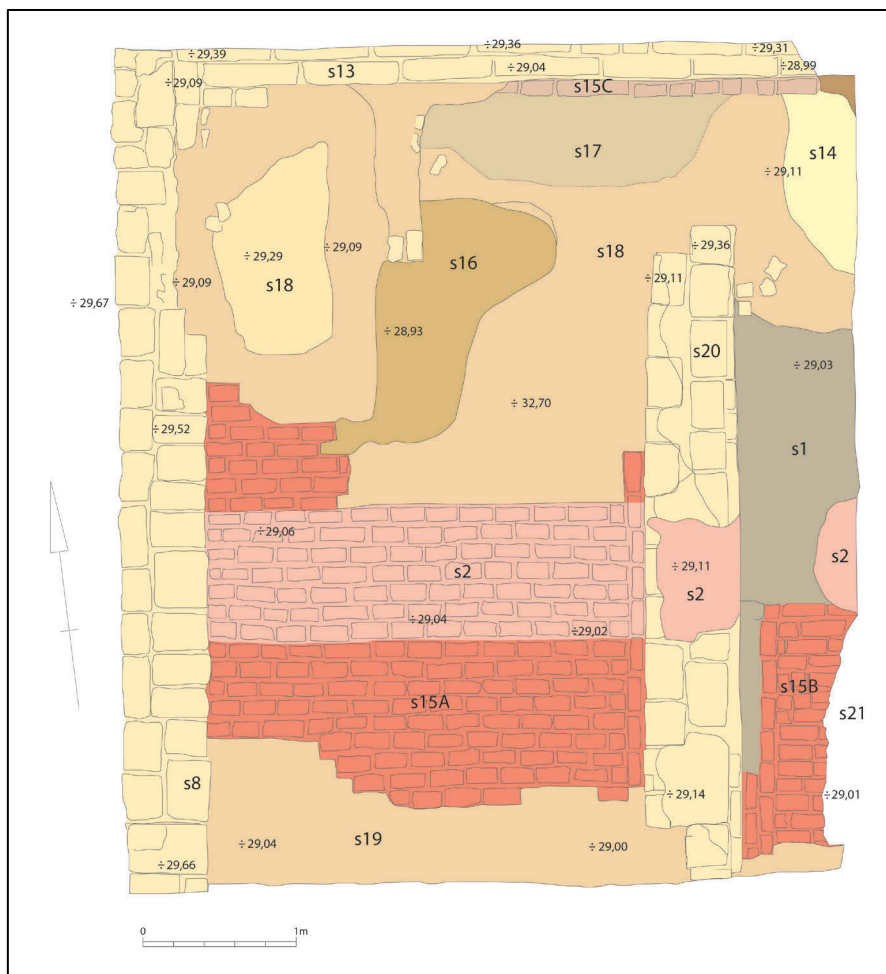 ÷29,36
÷29,31
÷29,39
÷29,04
÷28,99
s13
÷29,09
s15C
s17
s14
÷29,11
÷29,36
÷29,09
÷29,29
s18
s16
s18
÷29,11
÷29,09
÷29,67
÷28,93
s20
÷29,03
÷32,70
÷29,52
s1
÷29,06
s2
÷29,11
s2
s2
÷29,04
÷29,02
s15A
s15B
s21
s8
÷29,14
÷29,01
÷29,04
s19
÷29,00
÷29,66
0 1m